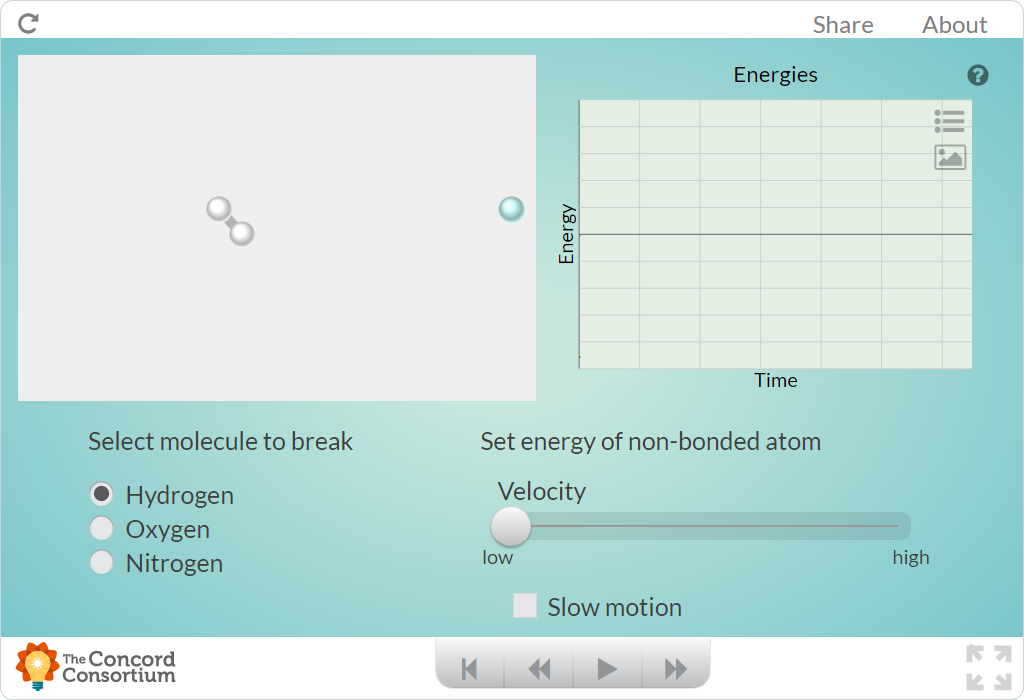 Share About
Energies
?
Energy
Time
Select molecule to break
Hydrogen
Oxygen
Nitrogen
Set energy of non-bonded atom
Velocity
low high
Slow motion
The Concord
Consortium